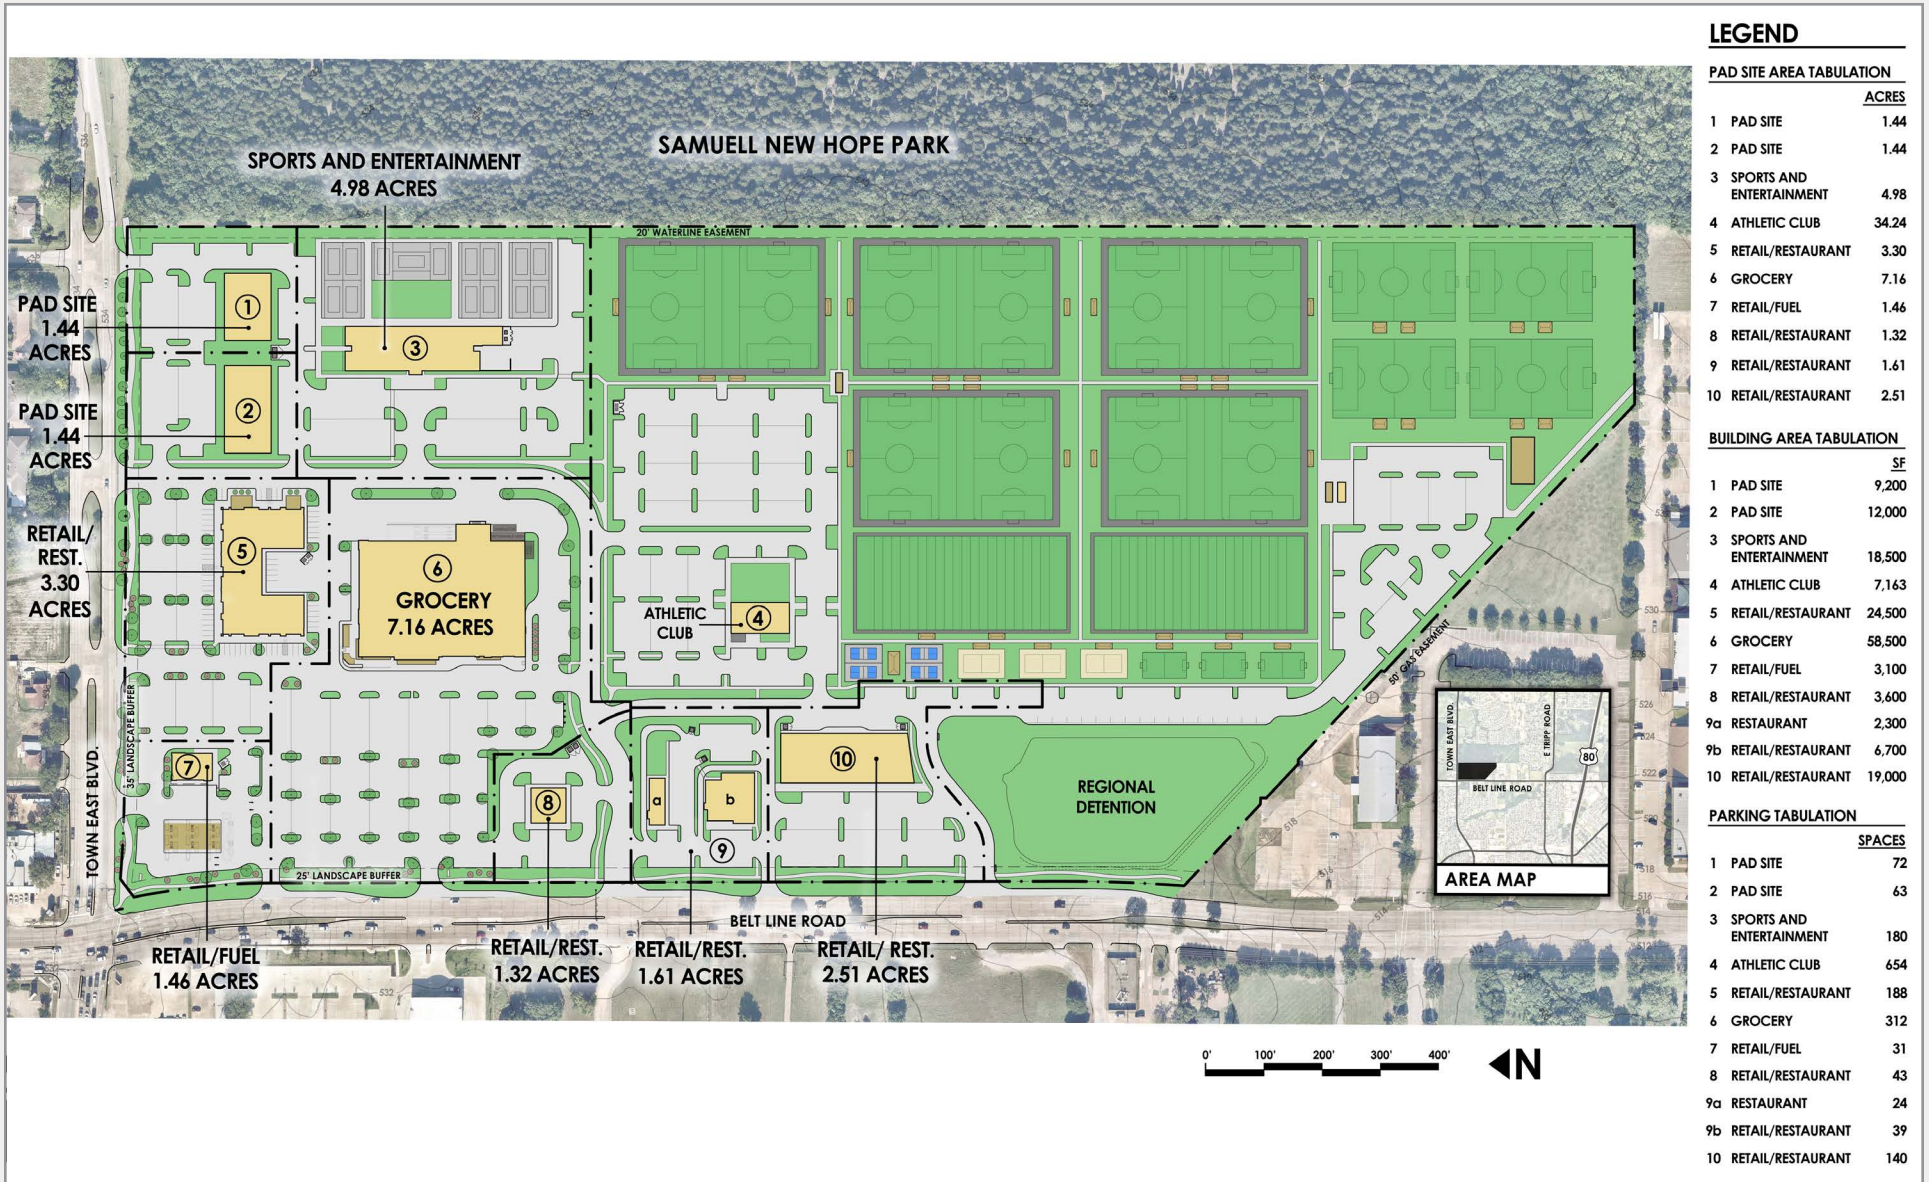 SAMUELL NEW HOPE PARK
SPORTS AND ENTERTAINMENT
4.98 ACRES
20' WATERLINE EASEMENT
PAD SITE
1.44
ACRES
1
3
PAD SITE
1.44
ACRES
2
RETAIL/
REST.
3.30
ACRES
5
6
GROCERY
7.16 ACRES
ATHLETIC
CLUB
4
50' GAS EASEMENT
35' LANDSCAPE BUFFER
TOWN EAST BLVD.
7
8
a
b
9
10
REGIONAL
DETENTION
25' LANDSCAPE BUFFER
BELT LINE ROAD
RETAIL/FUEL
1.46 ACRES
RETAIL/REST.
1.32 ACRES
RETAIL/REST.
1.61 ACRES
RETAIL/ REST.
2.51 ACRES
TOWN EAST BLVD.
E TRIPP ROAD
80
BELT LINE ROAD
AREA MAP
0' 100' 200' 300' 400'
N
536
534
532
530
526
524
522
518
516
514
LEGEND
PAD SITE AREA TABULATION
ACRES
1 PAD SITE 1.44
2 PAD SITE 1.44
3 SPORTS AND
ENTERTAINMENT 4.98
4 ATHLETIC CLUB 34.24
5 RETAIL/RESTAURANT 3.30
6 GROCERY 7.16
7 RETAIL/FUEL 1.46
8 RETAIL/RESTAURANT 1.32
9 RETAIL/RESTAURANT 1.61
10 RETAIL/RESTAURANT 2.51
BUILDING AREA TABULATION
SF
1 PAD SITE 9,200
2 PAD SITE 12,000
3 SPORTS AND
ENTERTAINMENT 18,500
4 ATHLETIC CLUB 7,163
5 RETAIL/RESTAURANT 24,500
6 GROCERY 58,500
7 RETAIL/FUEL 3,100
8 RETAIL/RESTAURANT 3,600
9a RESTAURANT 2,300
9b RETAIL/RESTAURANT 6,700
10 RETAIL/RESTAURANT 19,000
PARKING TABULATION
SPACES
1 PAD SITE 72
2 PAD SITE 63
3 SPORTS AND
ENTERTAINMENT 180
4 ATHLETIC CLUB 654
5 RETAIL/RESTAURANT 188
6 GROCERY 312
7 RETAIL/FUEL 31
8 RETAIL/RESTAURANT 43
9a RESTAURANT 24
9b RETAIL/RESTAURANT 39
10 RETAIL/RESTAURANT 140